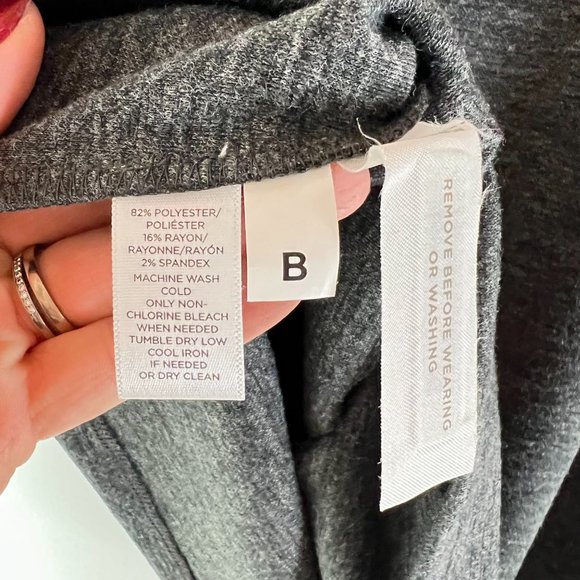 82% POLYESTER/
POLIÉSTER
16% RAYON/
RAYONNE/RAYÓN
2% SPANDEX
MACHINE WASH
COLD
ONLY NON-
CHLORINE BLEACH
WHEN NEEDED
TUMBLE DRY LOW
COOL IRON
IF NEEDED
OR DRY CLEAN
B
REMOVE BEFORE WEARING
OR WASHING